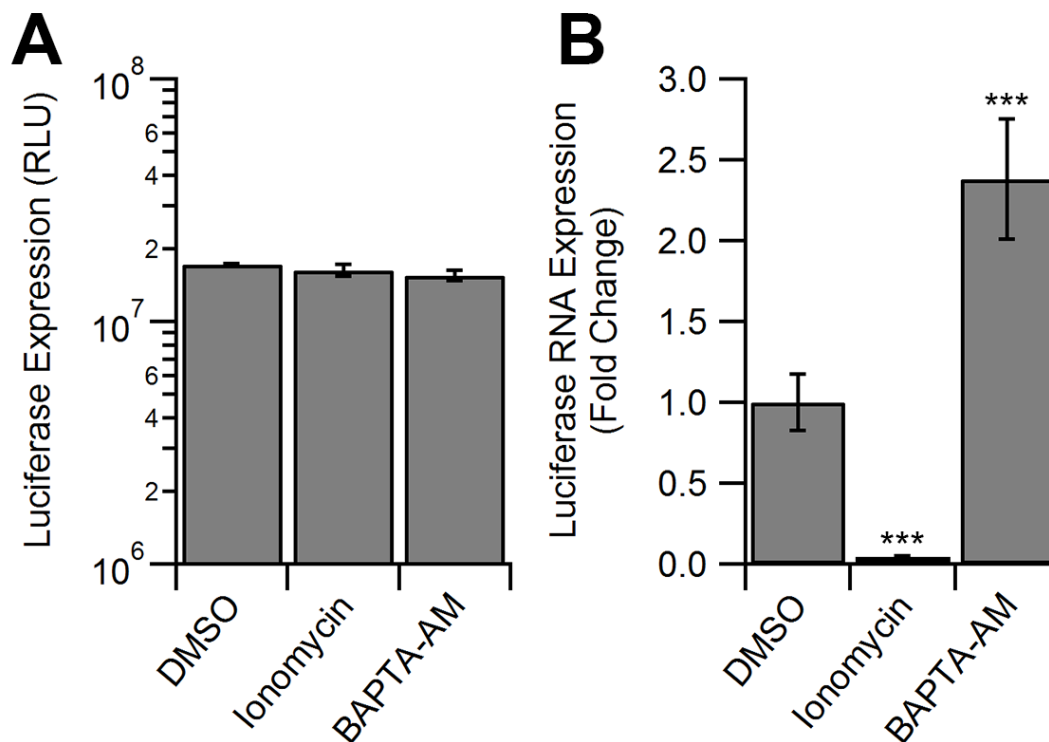 A
Luciferase Expression (RLU)
10^8
6
4
2
10^7
6
4
2
10^6
DMSO
Ionomycin
BAPTA-AM
B
Luciferase RNA Expression
(Fold Change)
3.0
2.5
2.0
1.5
1.0
0.5
0.0
***
***
DMSO
Ionomycin
BAPTA-AM